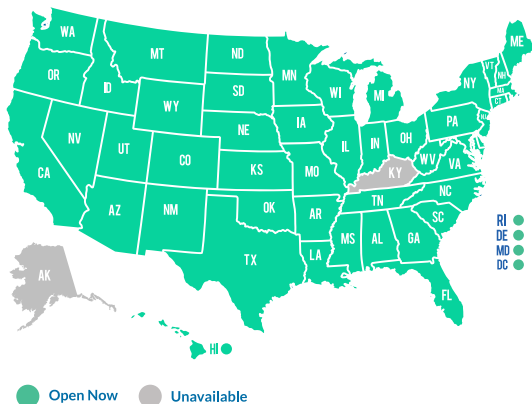 WA
MT
ND
MN
ME
VT
NH
OR
ID
SD
WI
MI
NY
MA
CT
WY
IA
PA
NJ
NV
NE
IL
IN
OH
UT
CO
WV
VA
CA
KS
MO
KY
NC
AZ
NM
OK
AR
TN
SC
MS
AL
GA
TX
LA
FL
AK
HI
RI
DE
MD
DC
Open Now
Unavailable